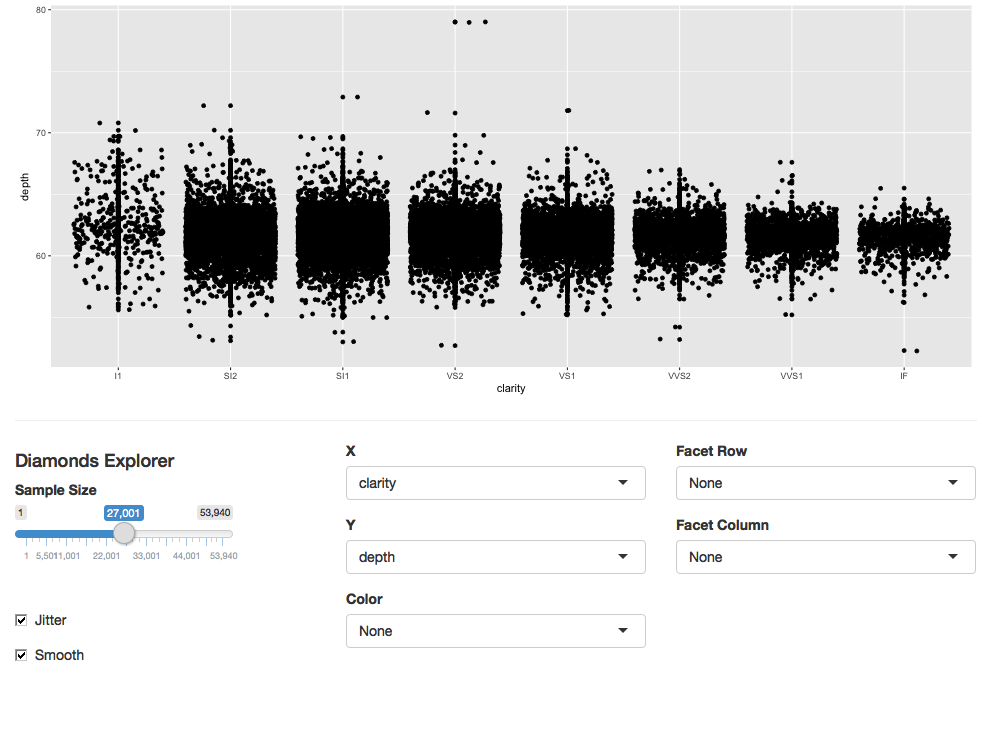 80
70
60
depth
I1 SI2 SI1 VS2 VS1 VVS2 VVS1 IF
clarity
Diamonds Explorer
Sample Size
1 27,001 53,940
1 5,50111,001 22,001 33,001 44,001 53,940
Jitter
Smooth
X
clarity
Y
depth
Color
None
Facet Row
None
Facet Column
None